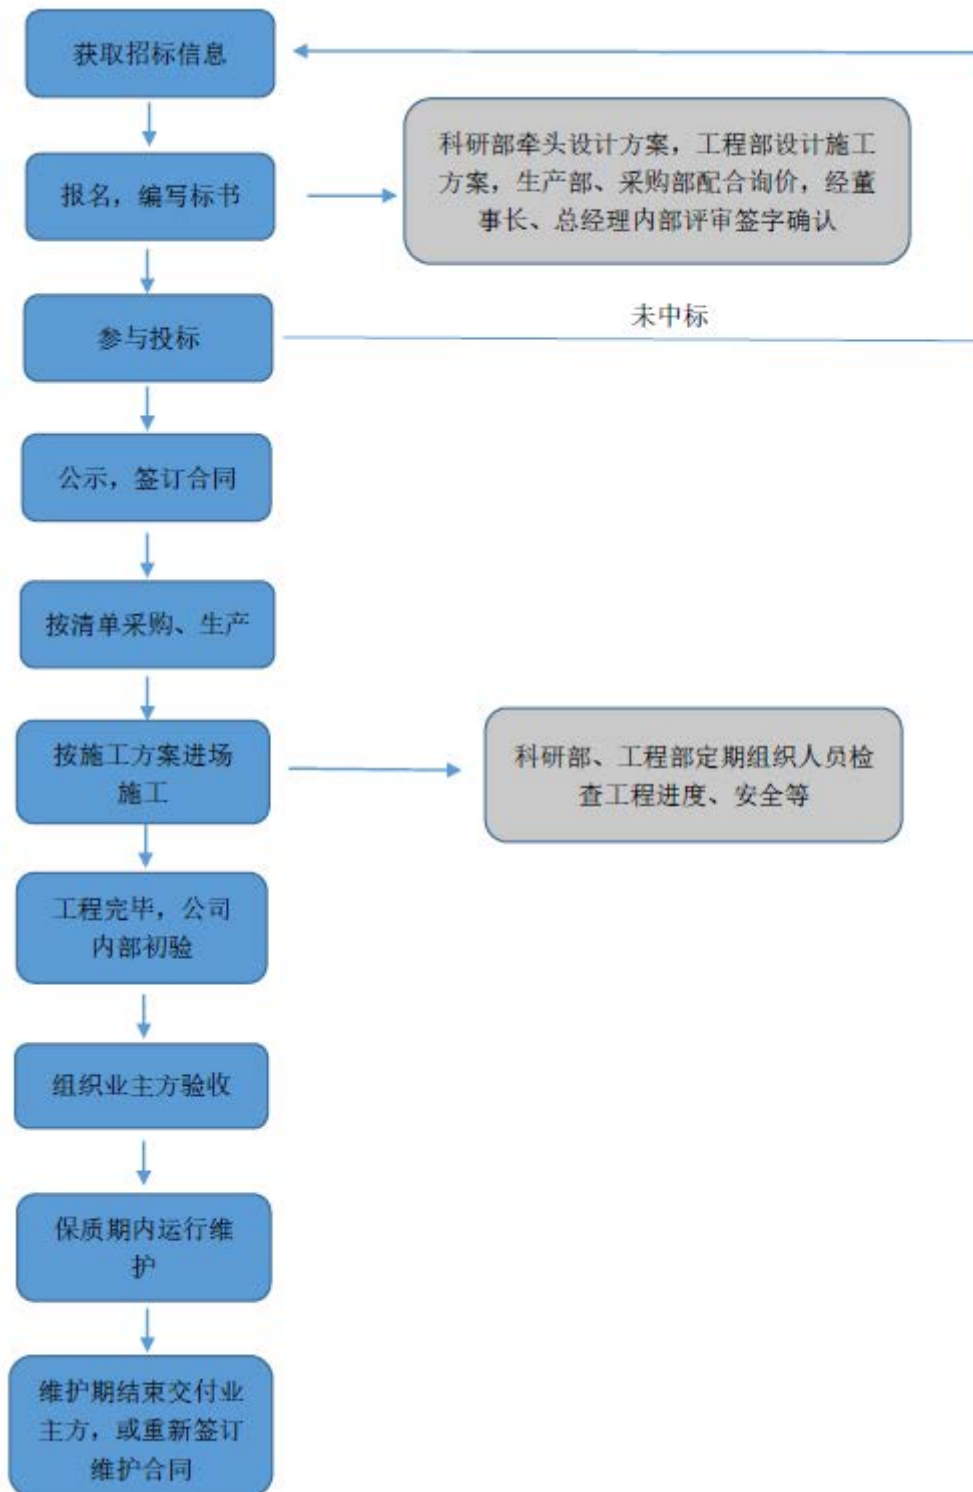 获取招标信息
科研部牵头设计方案，工程部设计施工
方案，生产部、采购部配合询价，经董
事长、总经理内部评审签字确认
报名，编写标书
未中标
参与投标
公示，签订合同
按清单采购、生产
按施工方案进场
施工
科研部、工程部定期组织人员检
查工程进度、安全等
工程完毕，公司
内部初验
组织业主方验收
保质期内运行维
护
维护期结束交付业
主方，或重新签订
维护合同